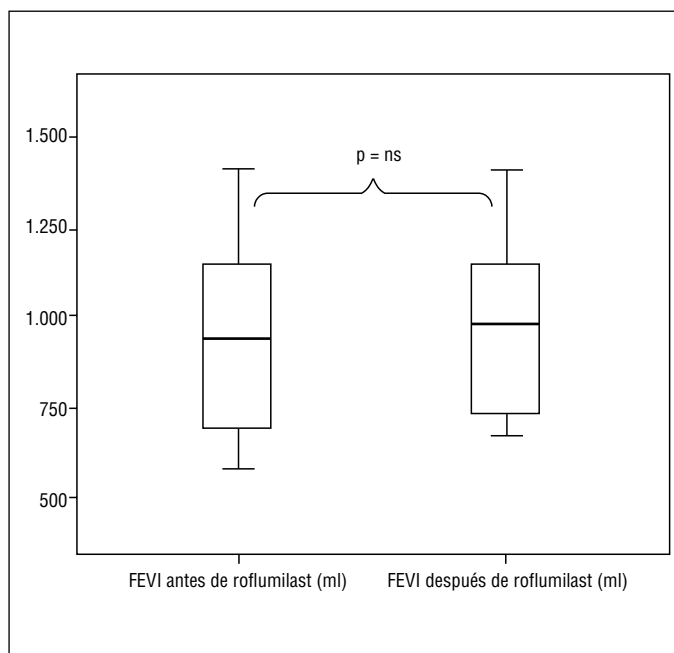 1.500
p = ns
1.250
1.000
750
500
FEVI antes de roflumilast (ml)
FEVI después de roflumilast (ml)